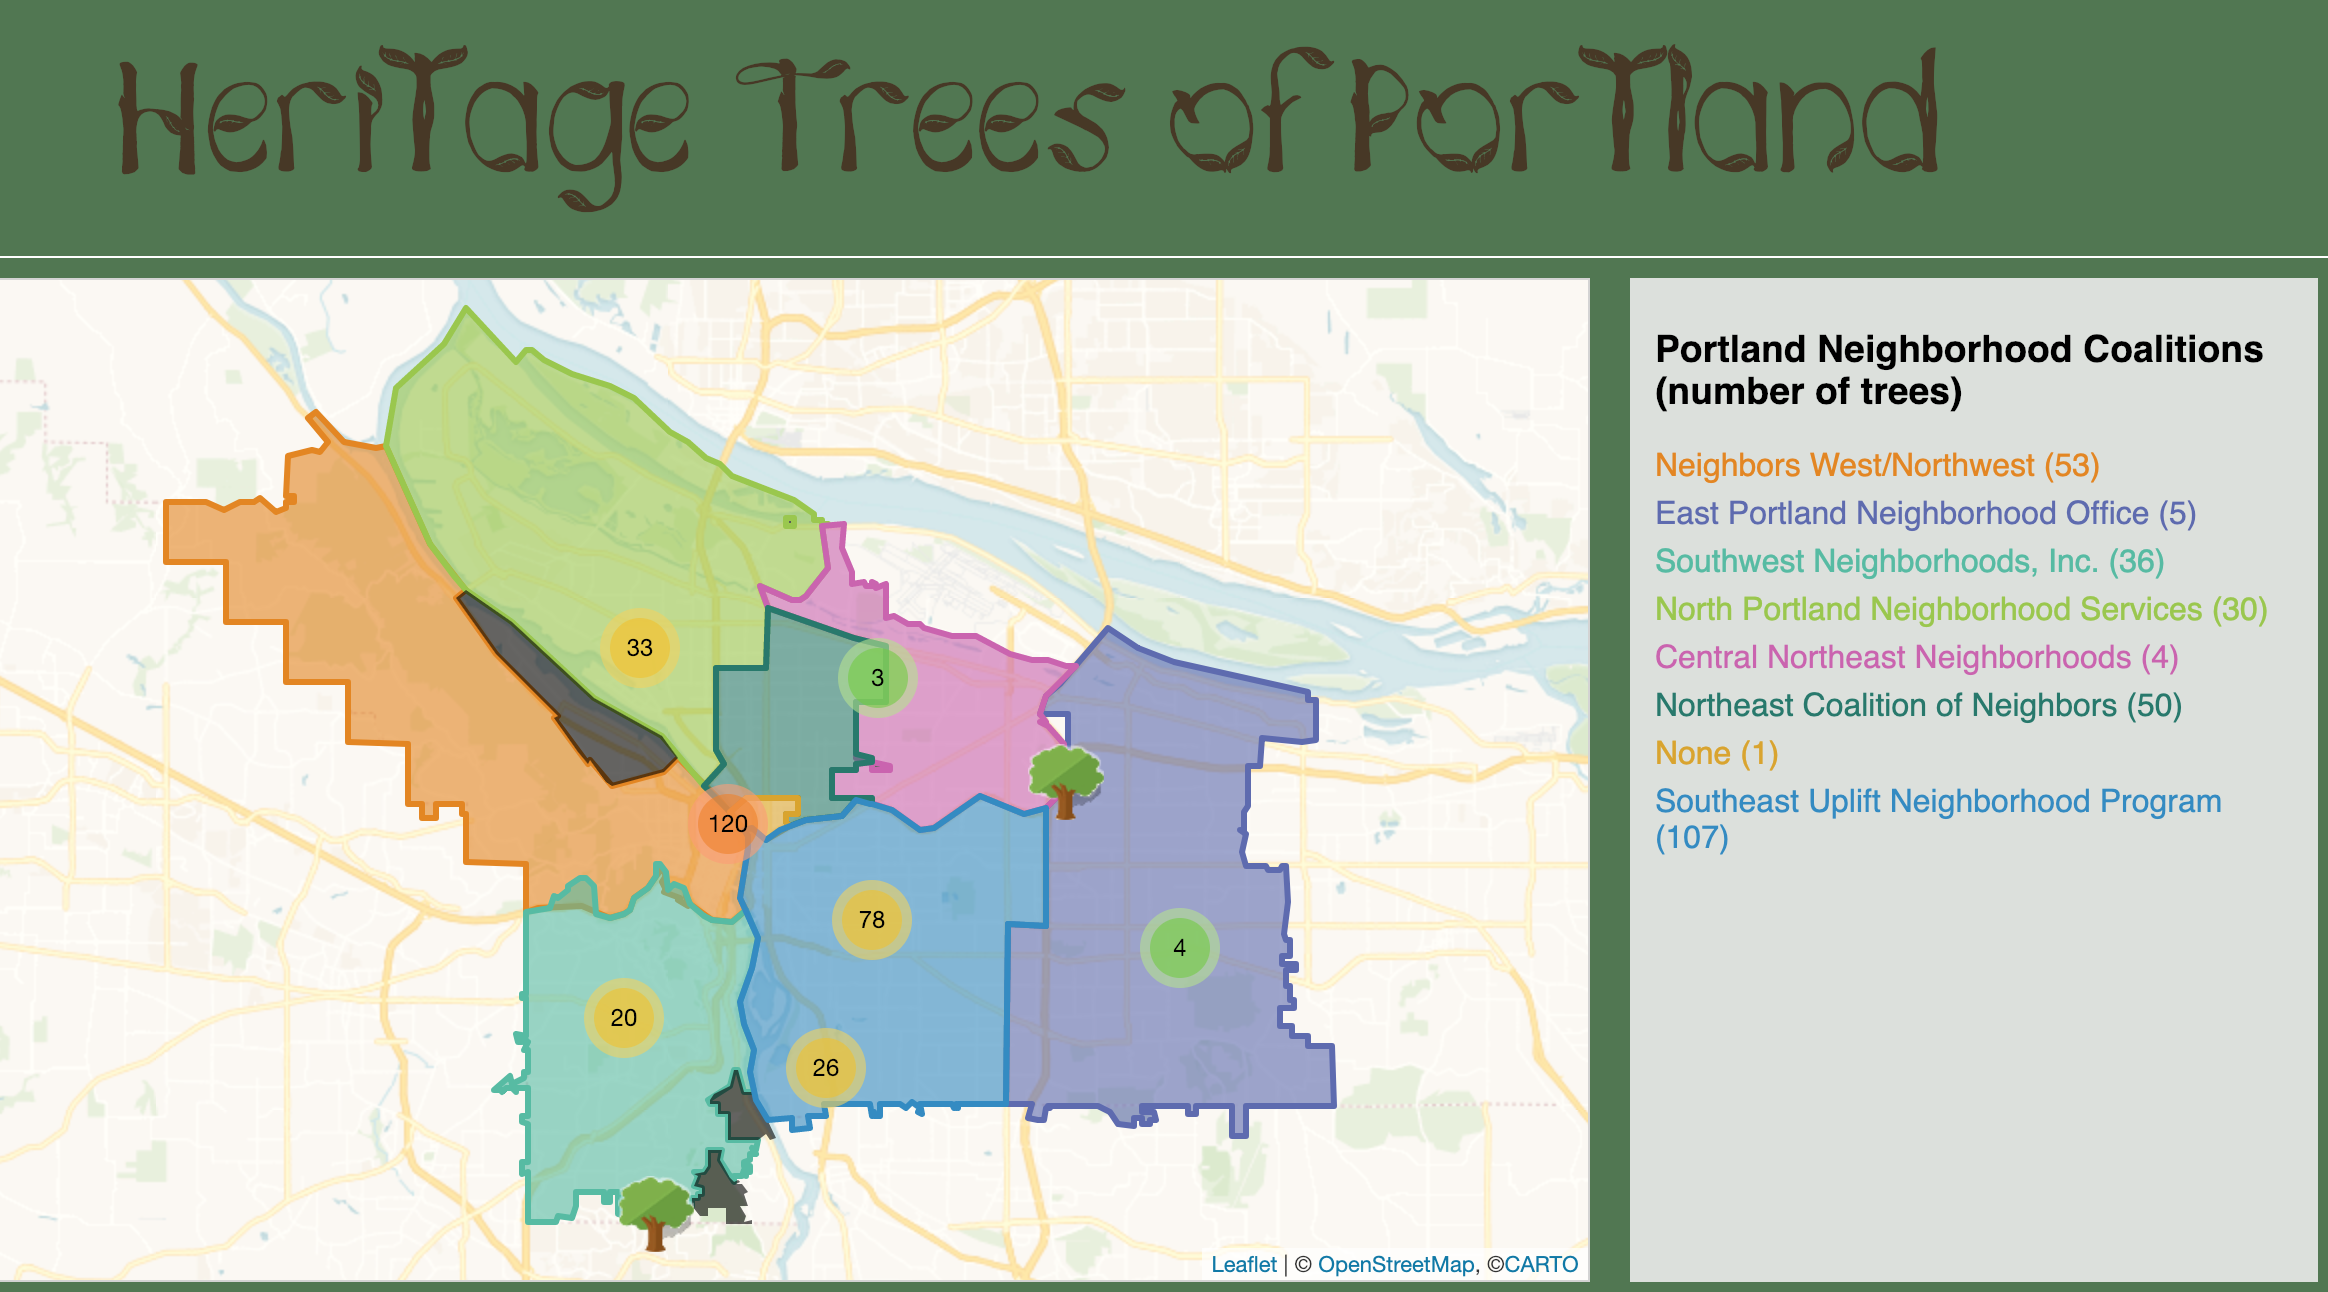 Heritage Trees of Portland
Portland Neighborhood Coalitions
(number of trees)
Neighbors West/Northwest (53)
East Portland Neighborhood Office (5)
Southwest Neighborhoods, Inc. (36)
North Portland Neighborhood Services (30)
Central Northeast Neighborhoods (4)
Northeast Coalition of Neighbors (50)
None (1)
Southeast Uplift Neighborhood Program
(107)
33
3
120
78
4
20
26
Leaflet | © OpenStreetMap, ©CARTO